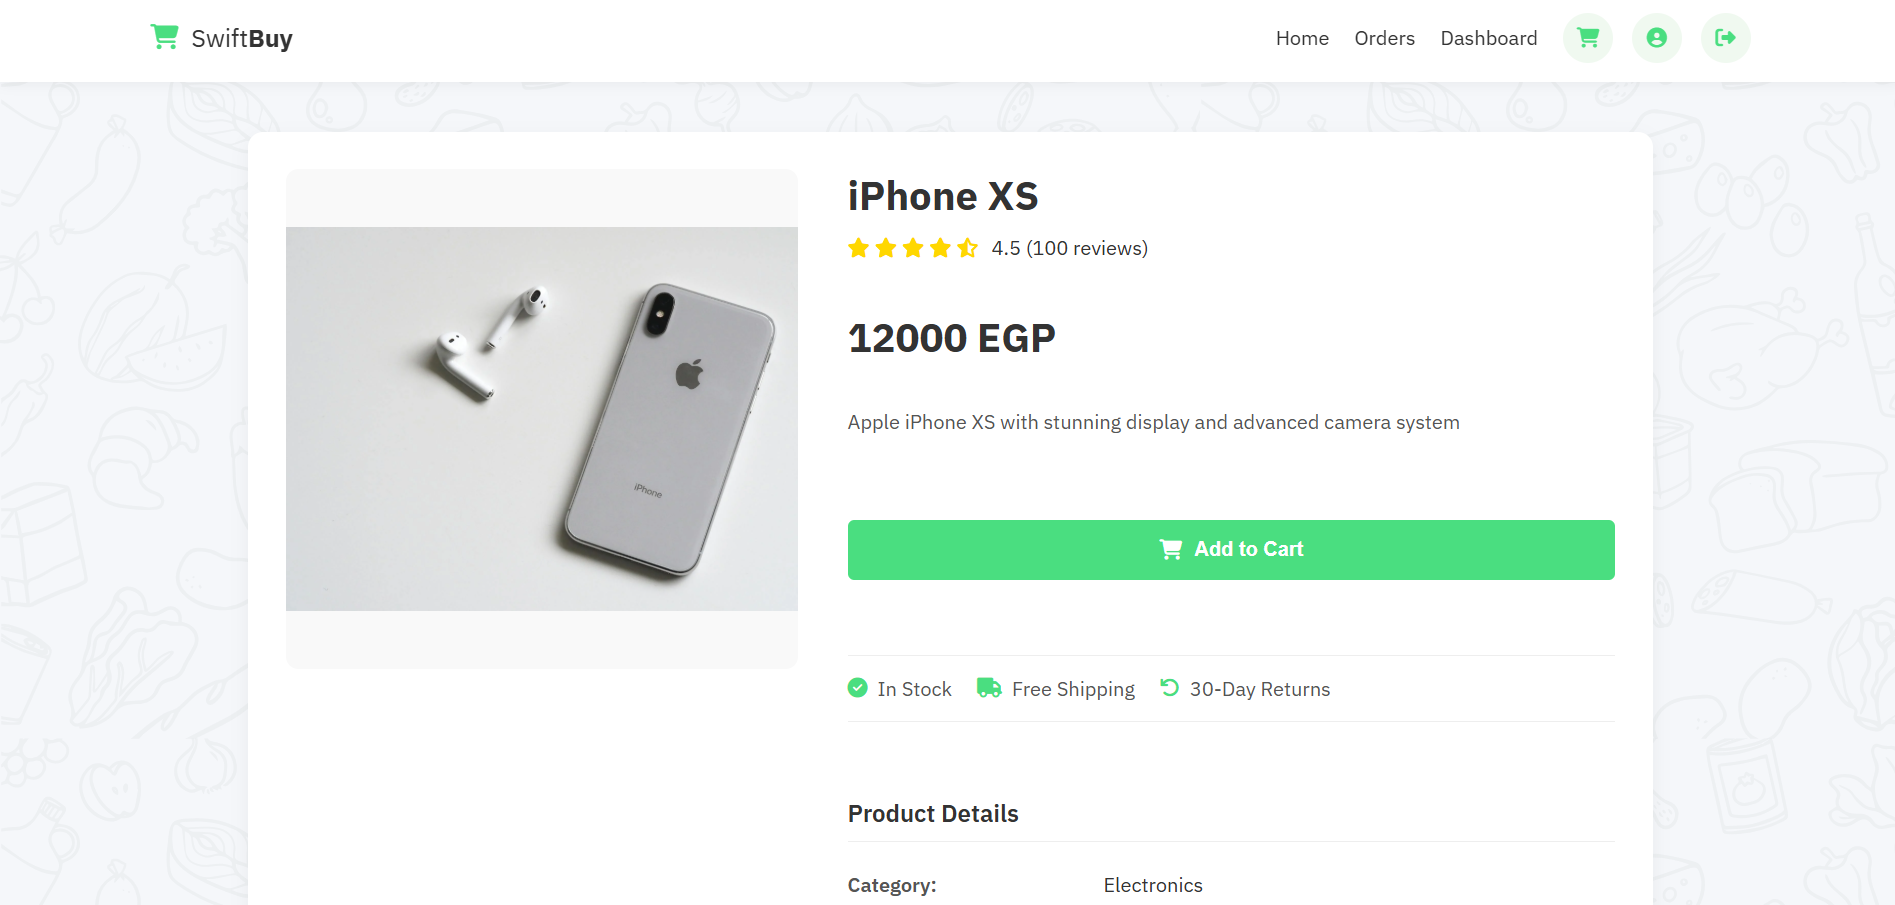 SwiftBuy
Home Orders Dashboard
iPhone XS
4.5 (100 reviews)
12000 EGP
Apple iPhone XS with stunning display and advanced camera system
Add to Cart
In Stock Free Shipping 30-Day Returns
Product Details
Category: Electronics
iPhone